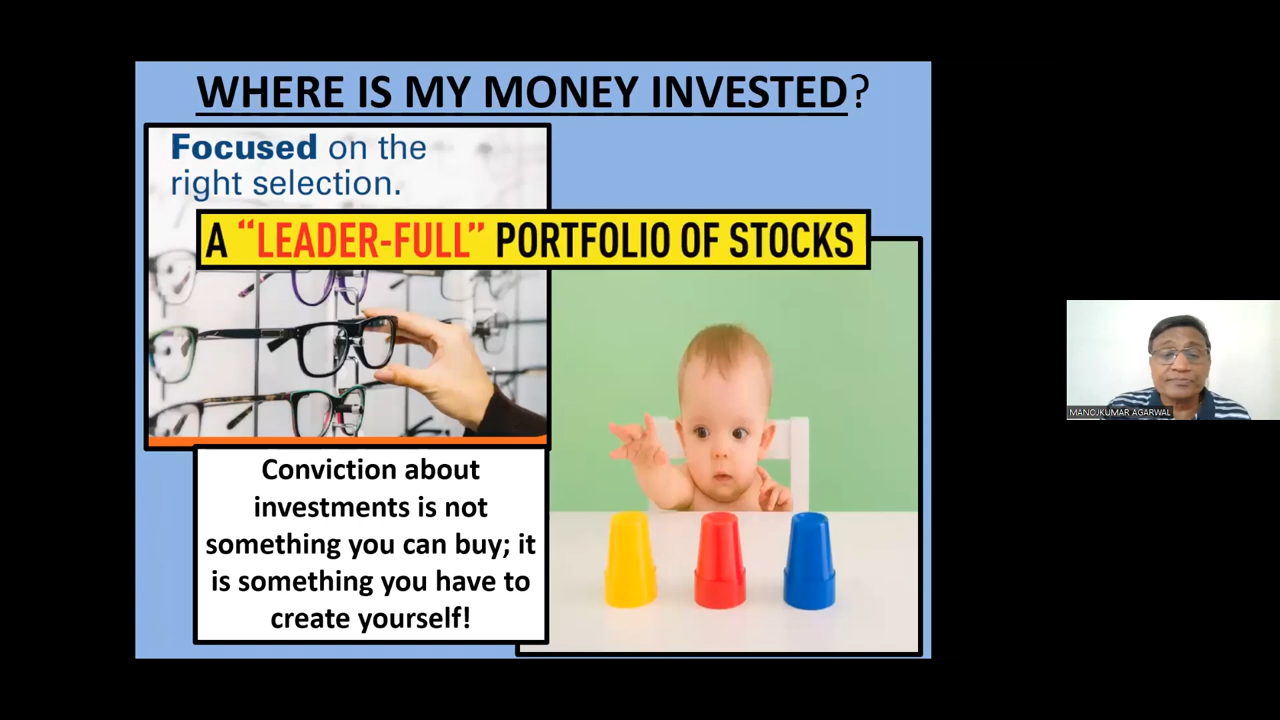 WHERE IS MY MONEY INVESTED?
Focused on the
right selection.
A “LEADER-FULL” PORTFOLIO OF STOCKS
Conviction about
investments is not
something you can buy; it
is something you have to
create yourself!
MANOJKUMAR AGARWAL